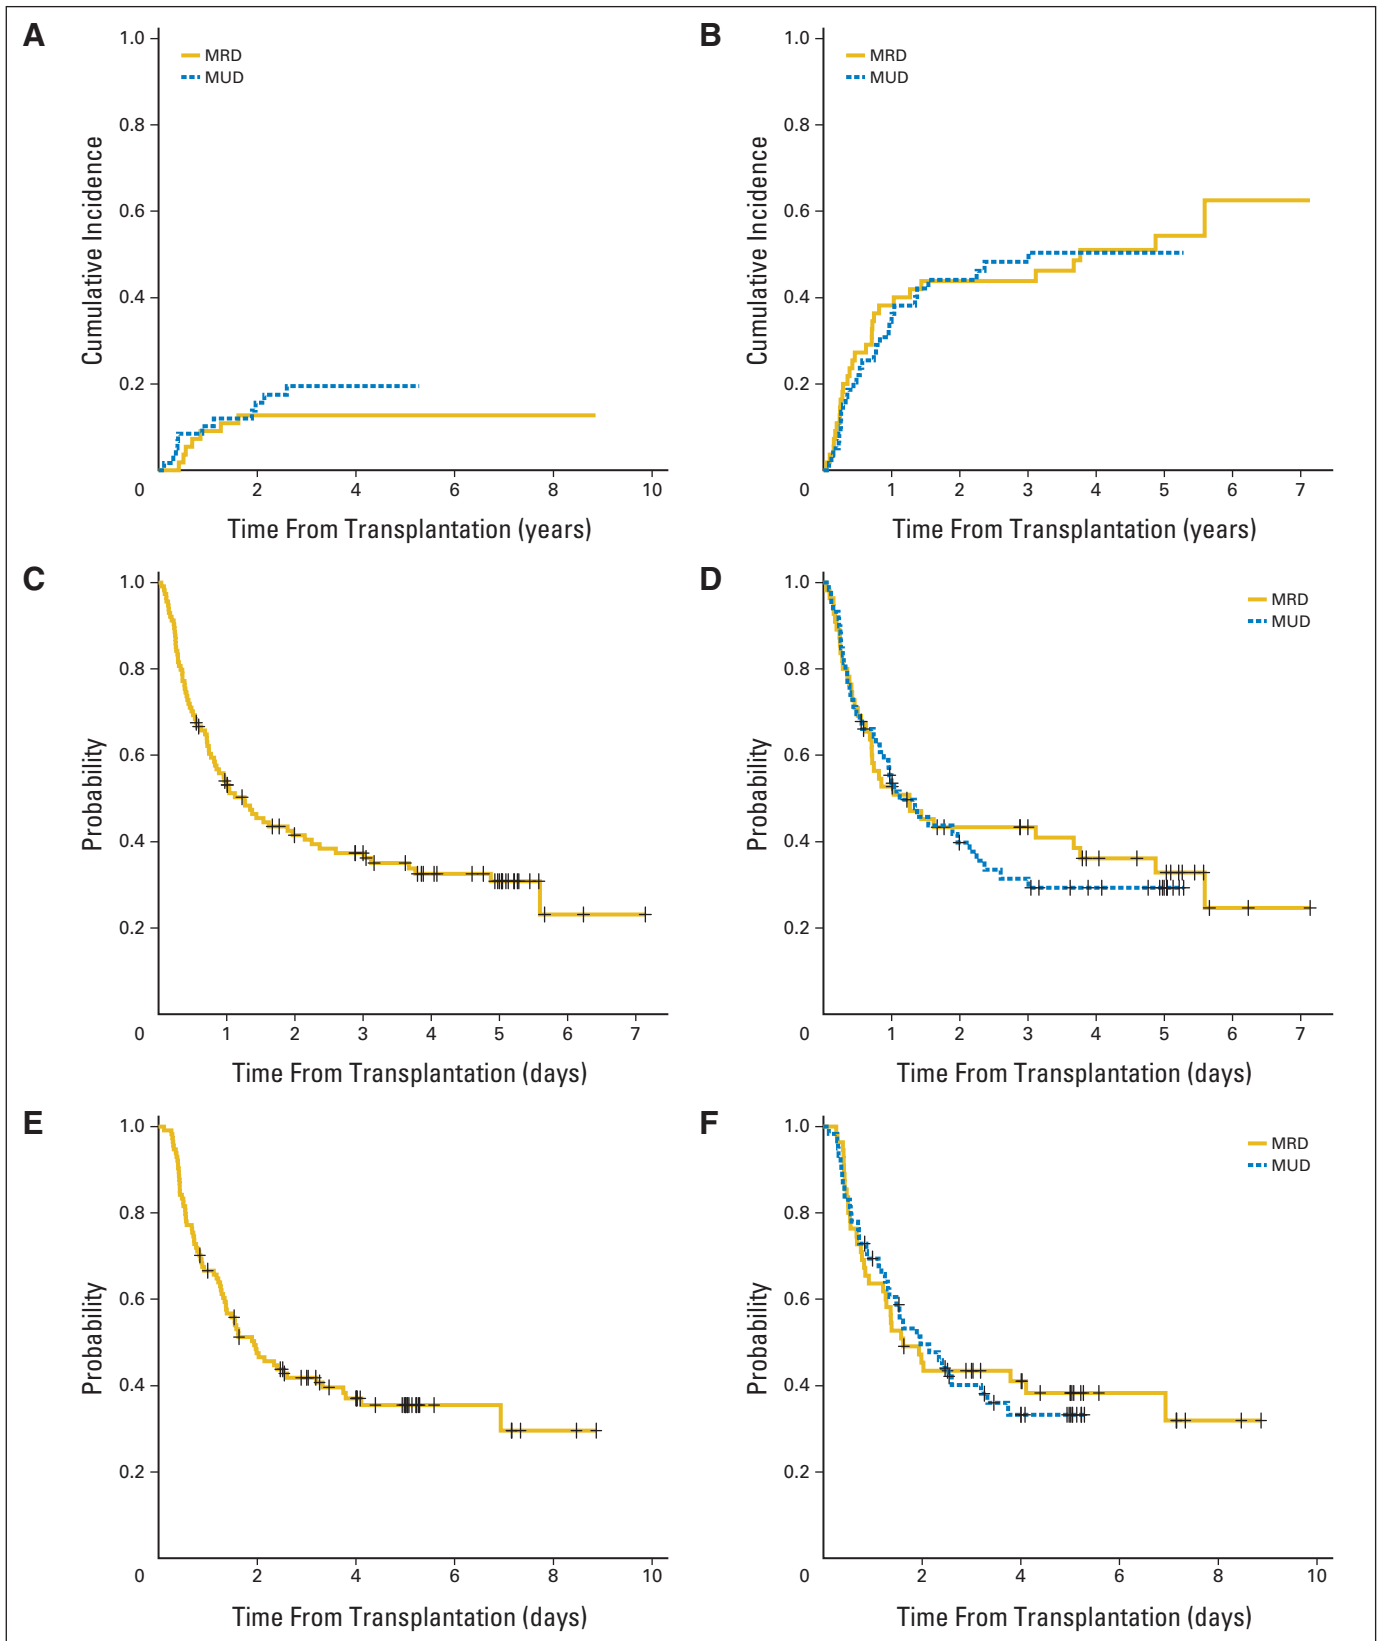 A
1.0
0.8
0.6
0.4
0.2
0
2
4
6
8
10
Cumulative Incidence
Time From Transplantation (years)
MRD
MUD
B
1.0
0.8
0.6
0.4
0.2
0
1
2
3
4
5
6
7
Cumulative Incidence
Time From Transplantation (years)
MRD
MUD
C
1.0
0.8
0.6
0.4
0.2
0
1
2
3
4
5
6
7
Probability
Time From Transplantation (days)
D
1.0
0.8
0.6
0.4
0.2
0
1
2
3
4
5
6
7
Probability
Time From Transplantation (days)
MRD
MUD
E
1.0
0.8
0.6
0.4
0.2
0
2
4
6
8
10
Probability
Time From Transplantation (days)
F
1.0
0.8
0.6
0.4
0.2
0
2
4
6
8
10
Probability
Time From Transplantation (days)
MRD
MUD